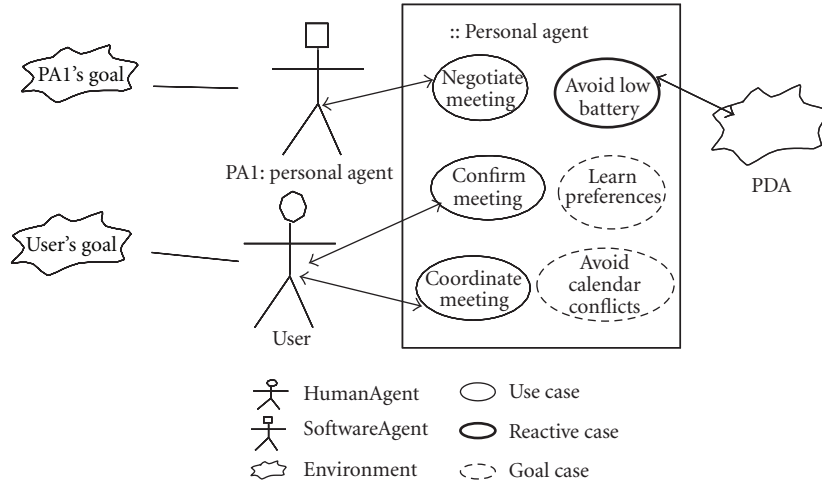 :: Personal agent
PA1's goal
Negotiate
meeting
Avoid low
battery
PA1: personal agent
PDA
Confirm
meeting
Learn
preferences
User's goal
Coordinate
meeting
Avoid
calendar
conflicts
User
HumanAgent
Use case
SoftwareAgent
Reactive case
Environment
Goal case